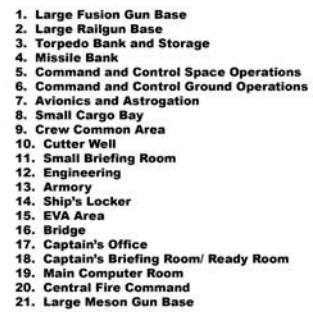 1. Large Fusion Gun Base
2. Large Railgun Base
3. Torpedo Bank and Storage
4. Missile Bank
5. Command and Control Space Operations
6. Command and Control Ground Operations
7. Avionics and Astrogation
8. Small Cargo Bay
9. Crew Common Area
10. Cutter Well
11. Small Briefing Room
12. Engineering
13. Armory
14. Ship's Locker
15. EVA Area
16. Bridge
17. Captain's Office
18. Captain's Briefing Room/ Ready Room
19. Main Computer Room
20. Central Fire Command
21. Large Meson Gun Base